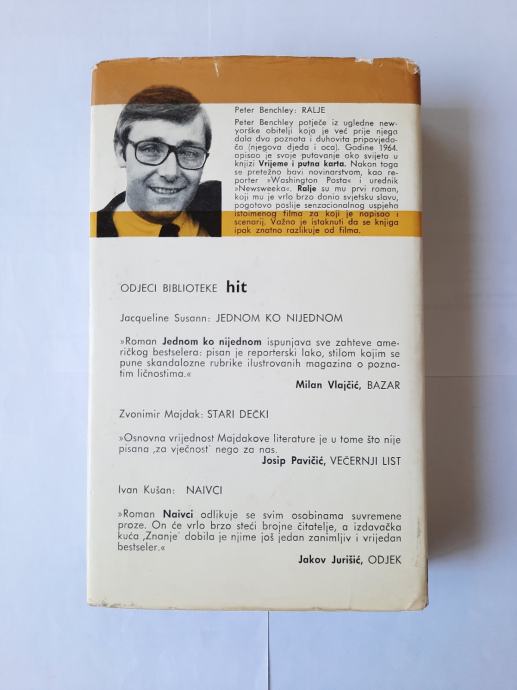 Peter Benchley: RALJE
Peter Benchley potječe iz ugledne new-
yorške obitelji koja je već prije njega
dala dva poznata i duhovita pripovjeda-
ča (njegova djeda i oca). Godine 1964.
opisao je svoje putovanje oko svijeta u
knjizi Vrijeme i putna karta. Nakon toga
se pretežno bavi novinarstvom, kao re-
porter »Washington Posta« i urednik
»Newsweeka«. Ralje su mu prvi roman,
koji mu je vrlo brzo donio svjetsku slavu,
pogotovo poslije senzacionalnog uspjeha
istoimenog filma za koji je napisao i
scenarij. Važno je istaknuti da se knjiga
ipak znatno razlikuje od filma.
ODJECI BIBLIOTEKE hit
Jacqueline Susann: JEDNOM KO NIJEDNOM
»Roman Jednom ko nijednom ispunjava sve zahteve ame-
ričkog bestselera: pisan je reporterski lako, stilom kojim se
pune skandalozne rubrike ilustrovanih magazina o pozna-
tim ličnostima.«
Milan Vlajčić, BAZAR
Zvonimir Majdak: STARI DEČKI
»Osnovna vrijednost Majdakove literature je u tome što nije
pisana ‚za vječnost' nego za nas.
Josip Pavičić, VEČERNJI LIST
Ivan Kušan: NAIVCI
»Roman Naivci odlikuje se svim osobinama suvremene
proze. On će vrlo brzo steći brojne čitatelje, a izdavačka
kuća ‚Znanje' dobila je njime još jedan zanimljiv i vrijedan
bestseler.«
Jakov Jurišić, ODJEK